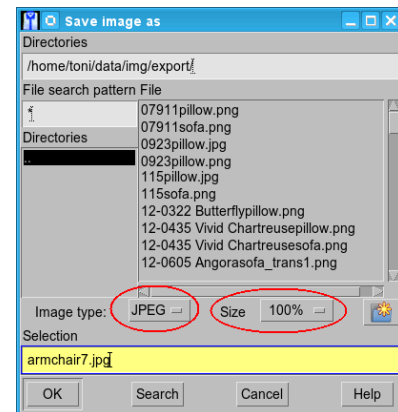 Save image as
Directories
/home/toni/data/img/export/
File search pattern File
*
07911pillow.png
07911sofa.png
Directories
0923pillow.jpg
..
0923pillow.png
115pillow.jpg
115sofa.png
12-0322 Butterflypillow.png
12-0435 Vivid Chartreusepillow.png
12-0435 Vivid Chartreusesofa.png
12-0605 Angorasofa_trans1.png
Image type: JPEG Size 100%
Selection
armchair7.jpg
OK Search Cancel Help